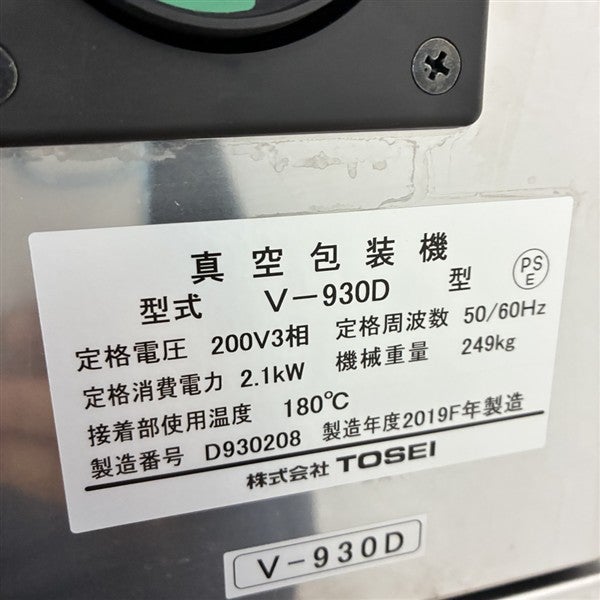 真空包装機
型式 V－930D 型
PS
E
定格電圧 200V3相 定格周波数 50/60Hz
定格消費電力 2.1kW 機械重量 249kg
接着部使用温度 180℃
製造番号 D930208 製造年度2019F年製造
株式会社 TOSEI
V-930D